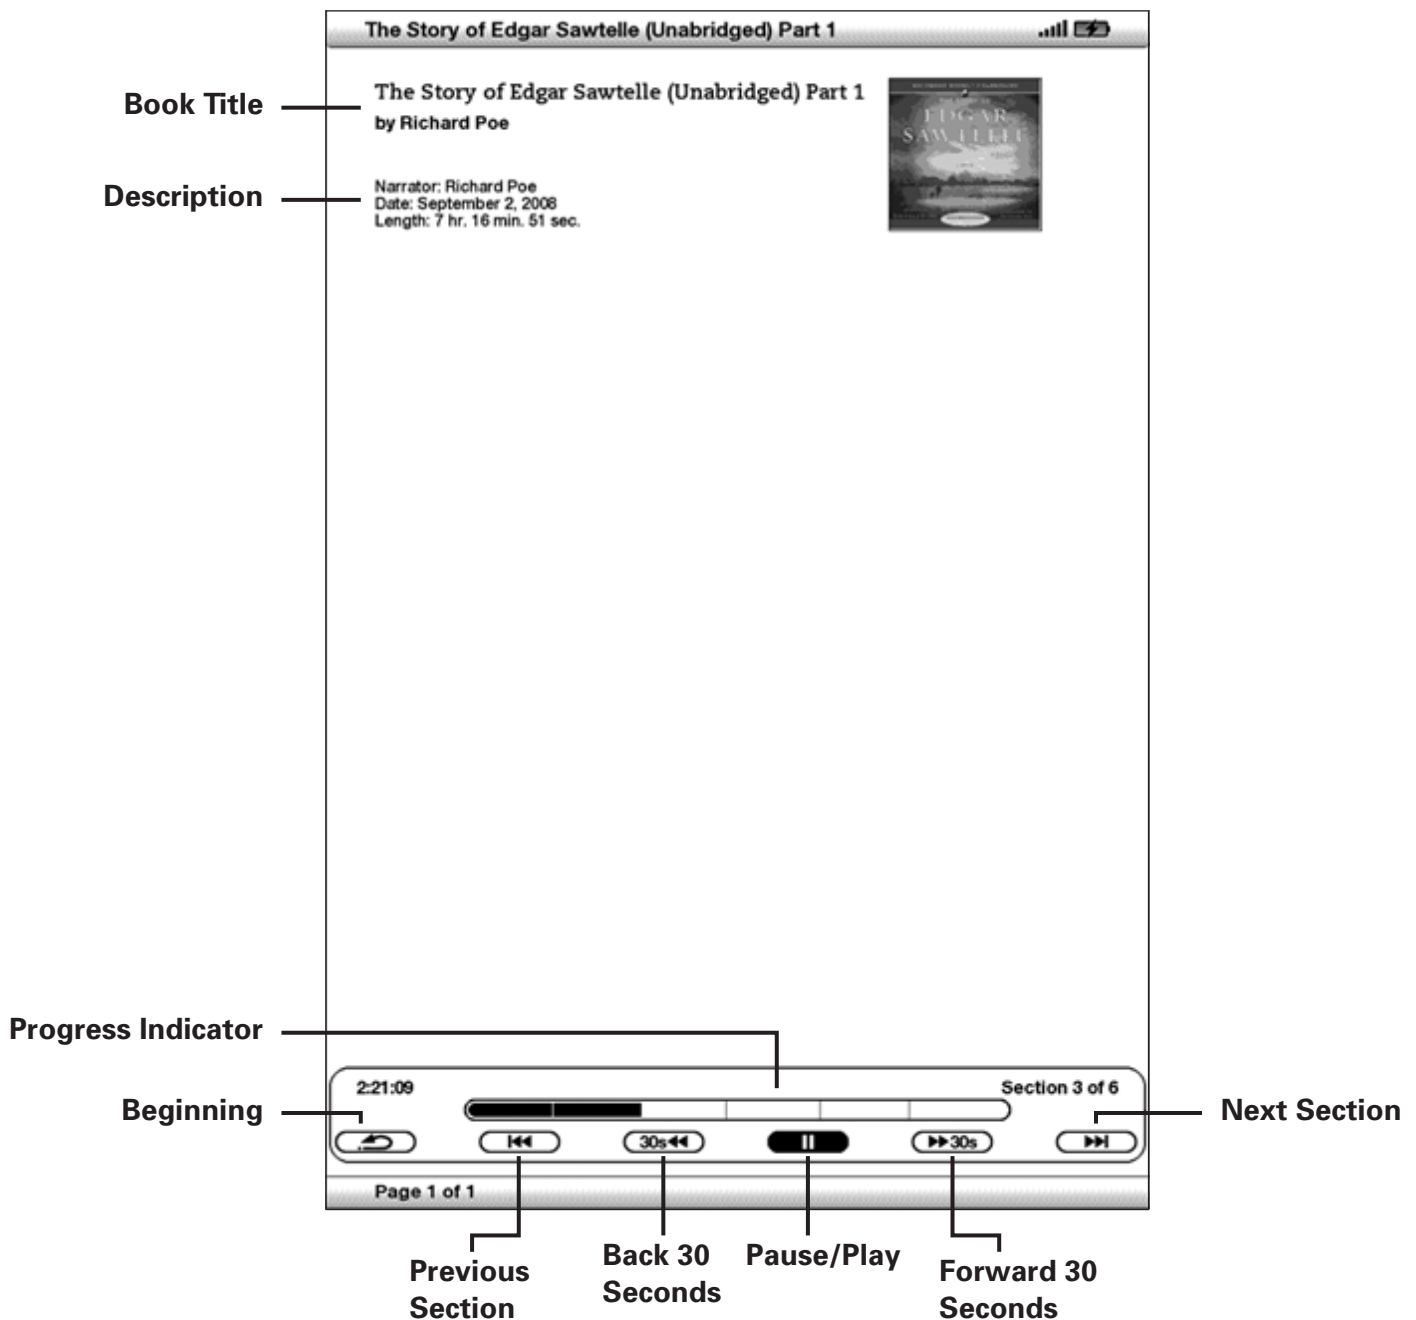 The Story of Edgar Sawtelle (Unabridged) Part 1
Book Title
The Story of Edgar Sawtelle (Unabridged) Part 1
by Richard Poe
EDGAR
SAWTELLE
Description
Narrator: Richard Poe
Date: September 2, 2008
Length: 7 hr. 16 min. 51 sec.
Progress Indicator
2:21:09
Section 3 of 6
Beginning
Next Section
30s
30s
Page 1 of 1
Previous
Section
Back 30
Seconds
Pause/Play
Forward 30
Seconds